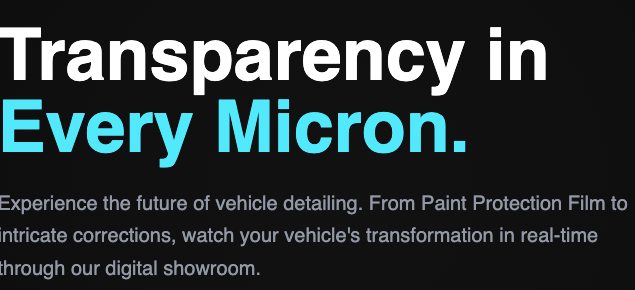 Transparency in
Every Micron.
Experience the future of vehicle detailing. From Paint Protection Film to
intricate corrections, watch your vehicle's transformation in real-time
through our digital showroom.